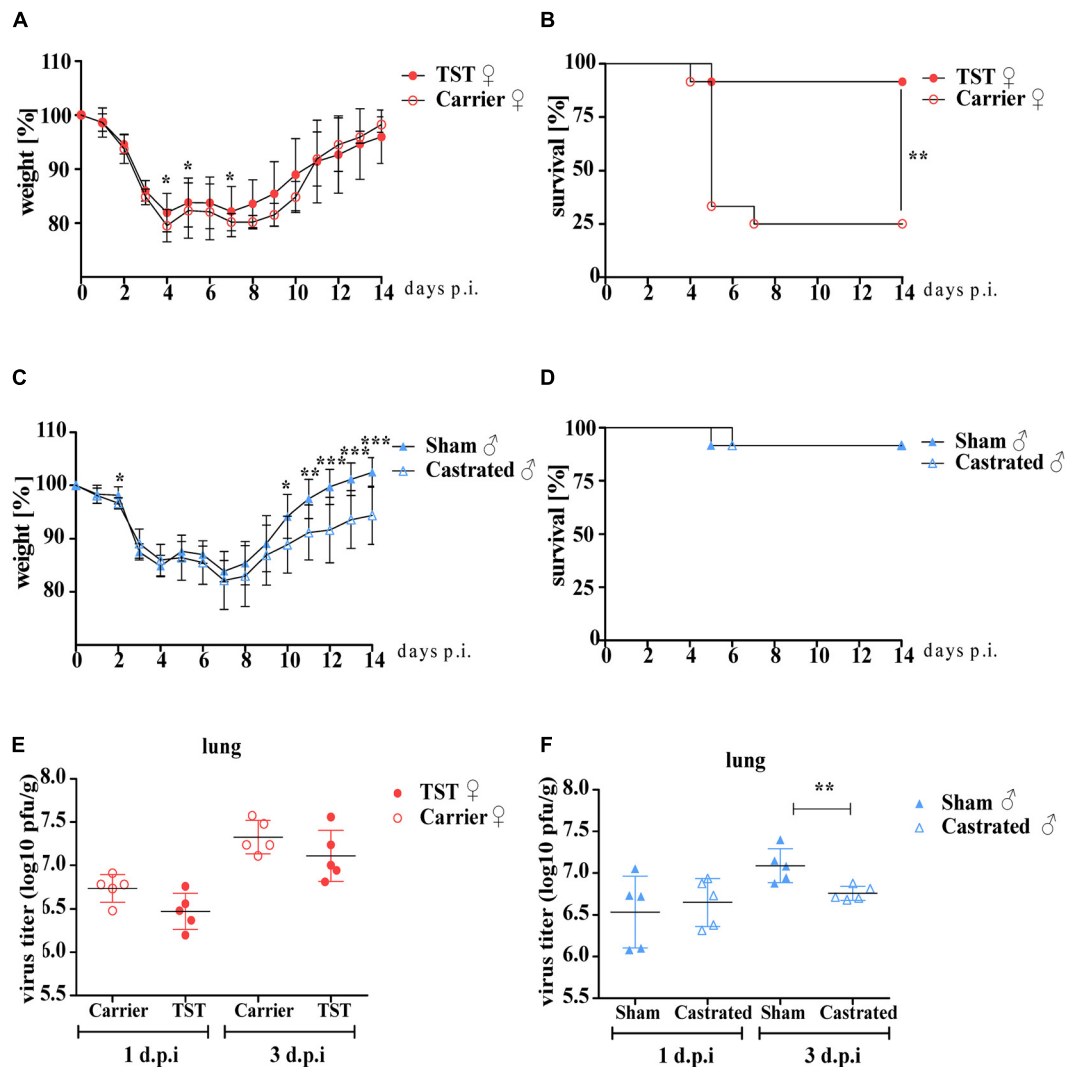 A
weight [%]
110
100
90
80
0 2 4 6 8 10 12 14
days p.i.
* * *
TST ♀
Carrier ♀
B
survival [%]
100
75
50
25
0
0 2 4 6 8 10 12 14
days p.i.
**
TST ♀
Carrier ♀
C
weight [%]
110
100
90
80
0 2 4 6 8 10 12 14
days p.i.
* * ** *** *** ***
Sham ♂
Castrated ♂
D
survival [%]
100
75
50
25
0
0 2 4 6 8 10 12 14
days p.i.
Sham ♂
Castrated ♂
E
lung
virus titer (log10 pfu/g)
8.0
7.5
7.0
6.5
6.0
5.5
Carrier TST Carrier TST
1 d.p.i 3 d.p.i
TST ♀
Carrier ♀
F
lung
virus titer (log10 pfu/g)
8.0
7.5
7.0
6.5
6.0
5.5
**
Sham Castrated Sham Castrated
1 d.p.i 3 d.p.i
Sham ♂
Castrated ♂